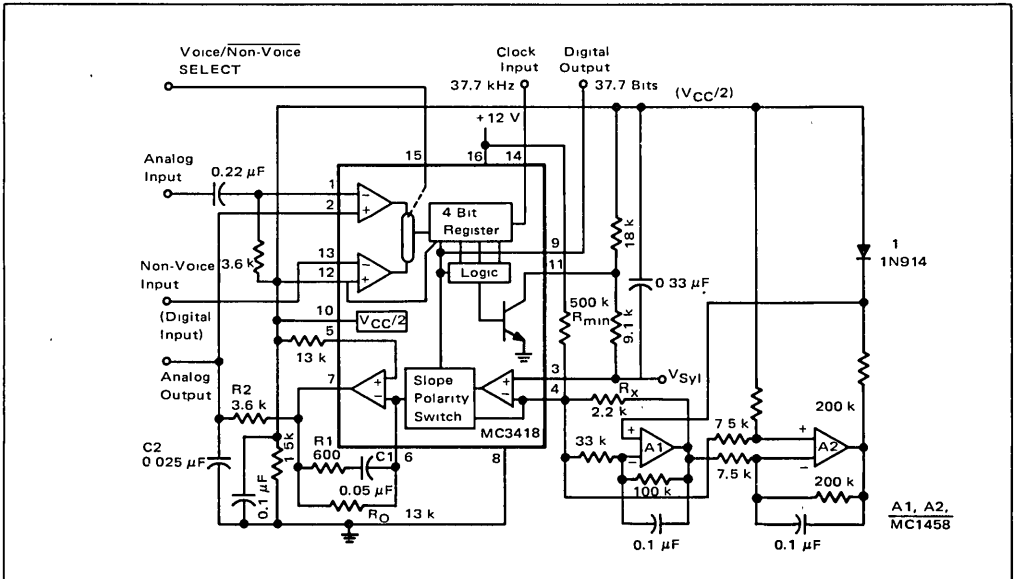 Voice/Non-Voice
SELECT
Clock
Input
37.7 kHz
Digital
Output
37.7 Bits
(VCC/2)
+12 V
15
16
14
Analog
Input
0.22 µF
1
2
3.6 k
13
12
Non-Voice
Input
(Digital
Input)
Analog
Output
4 Bit
Register
Logic
9
11
18 k
0 33 µF
1
1N914
500 k
Rmin
9.1 k
10
VCC/2
5
13 k
7
R2
3.6 k
Slope
Polarity
Switch
3
4
VSyl
RX
2.2 k
MC3418
8
6
R1
600
C1
0.05 µF
RO
13 k
1 5k
C2
0 025 µF
0.1 µF
33 k
A1
100 k
0.1 µF
7 5 k
7.5 k
A2
200 k
200 k
0.1 µF
A1, A2,
MC1458